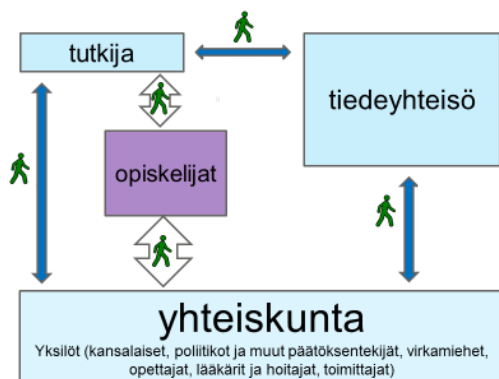 tutkija
tiedeyhteisö
opiskelijat
yhteiskunta
Yksilöt (kansalaiset, poliitikot ja muut päätöksentekijät, virkamiehet,
opettajat, lääkärit ja hoitajat, toimittajat)